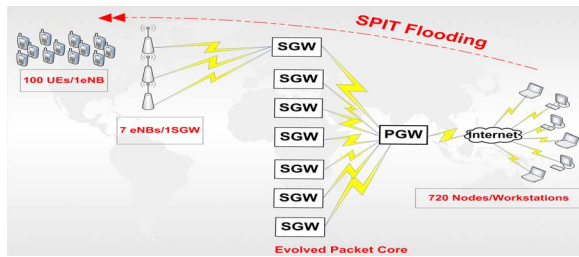 SPIT Flooding
SGW
100 UEs/1eNB
SGW
SGW
7 eNBs/1SGW
SGW
PGW
Internet
SGW
SGW
720 Nodes/Workstations
SGW
Evolved Packet Core